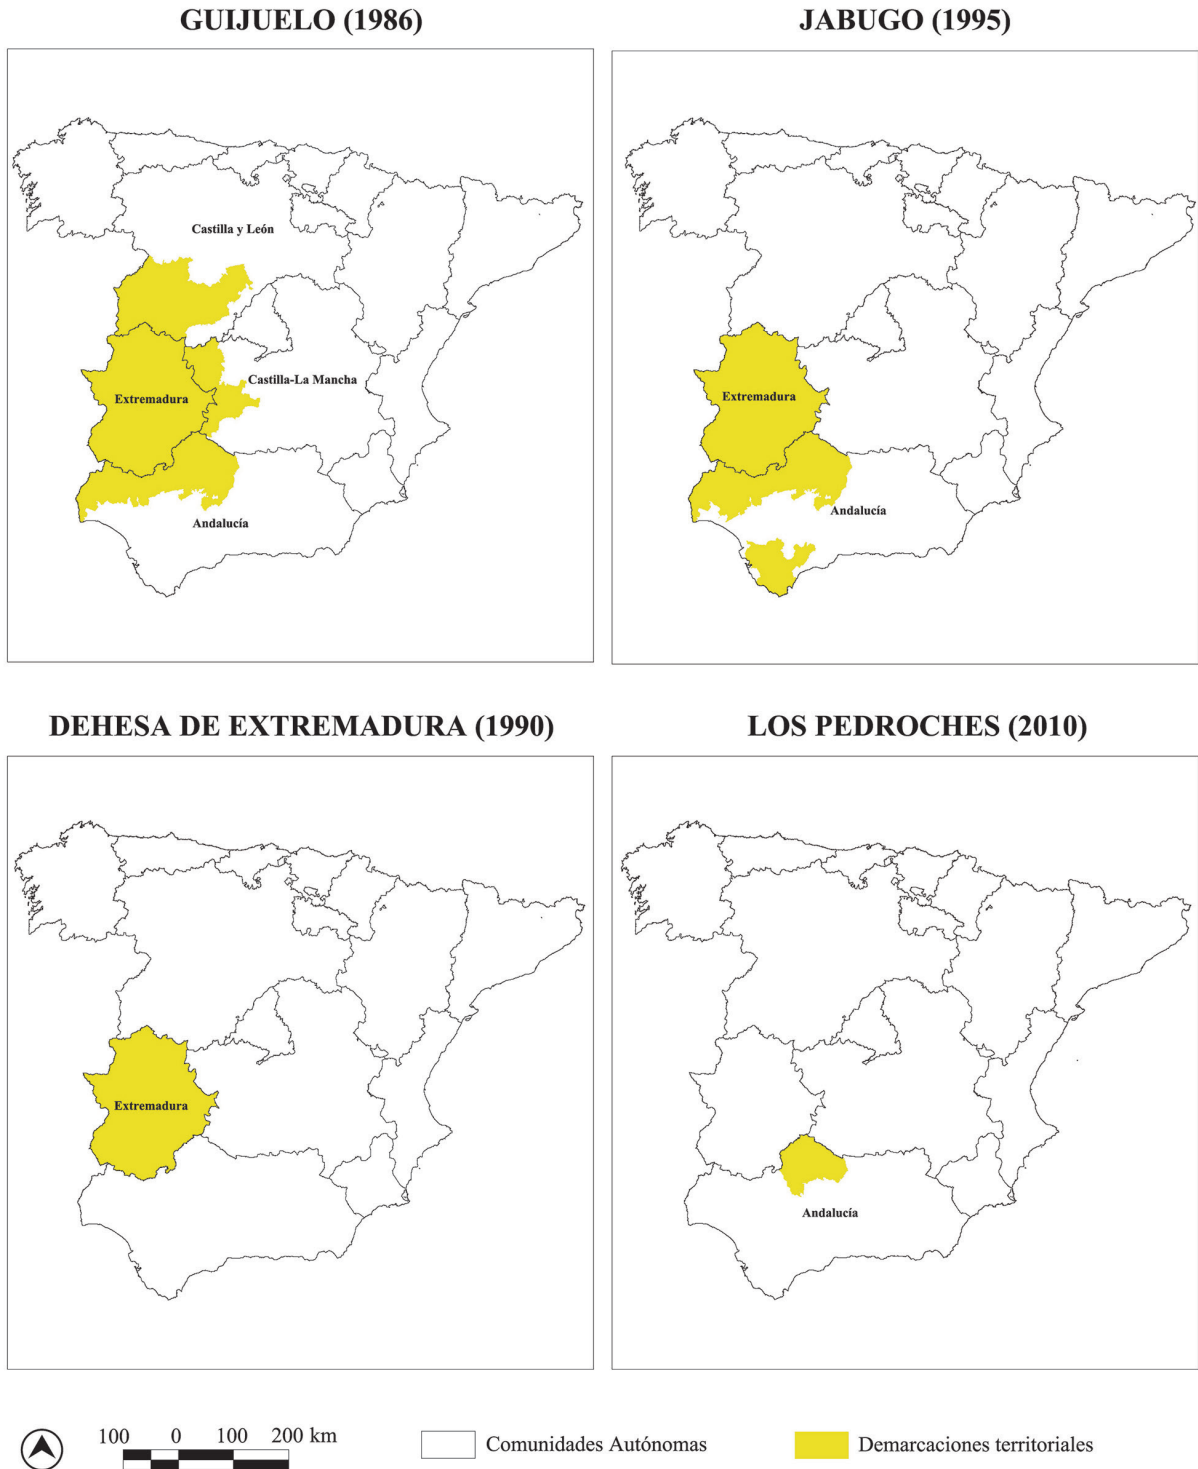 GUIJUELO (1986)
JABUGO (1995)
Castilla y León
Castilla-La Mancha
Extremadura
Andalucía
Extremadura
Andalucía
DEHESA DE EXTREMADURA (1990)
LOS PEDROCHES (2010)
Extremadura
Andalucía
100 0 100 200 km
Comunidades Autónomas
Demarcaciones territoriales